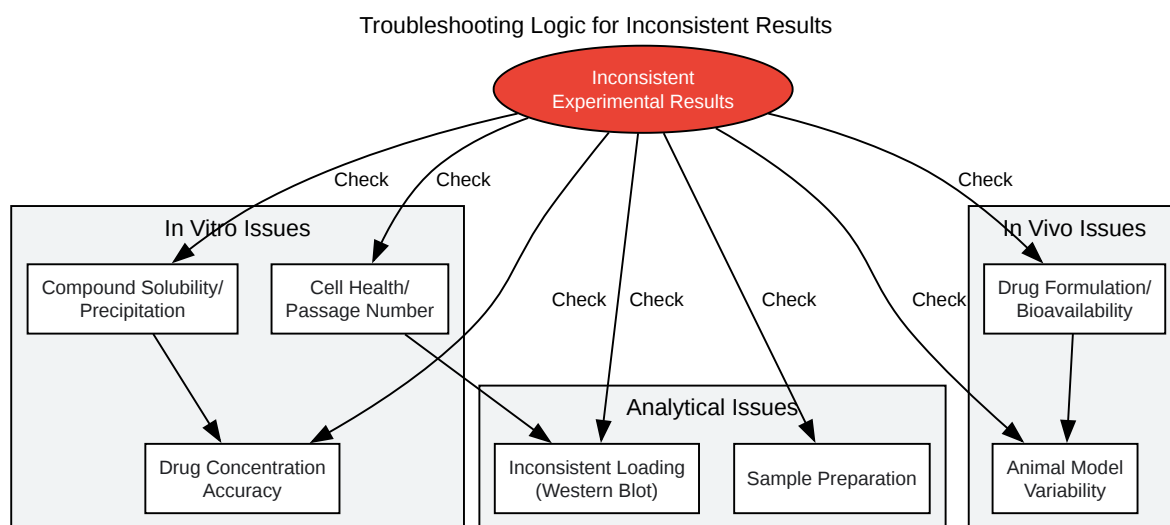 Troubleshooting Logic for Inconsistent Results
Inconsistent
Experimental Results
Check
Check
Check
In Vitro Issues
In Vivo Issues
Compound Solubility/
Precipitation
Cell Health/
Passage Number
Drug Formulation/
Bioavailability
Check
Check
Check
Check
Analytical Issues
Drug Concentration
Accuracy
Inconsistent Loading
(Western Blot)
Sample Preparation
Animal Model
Variability